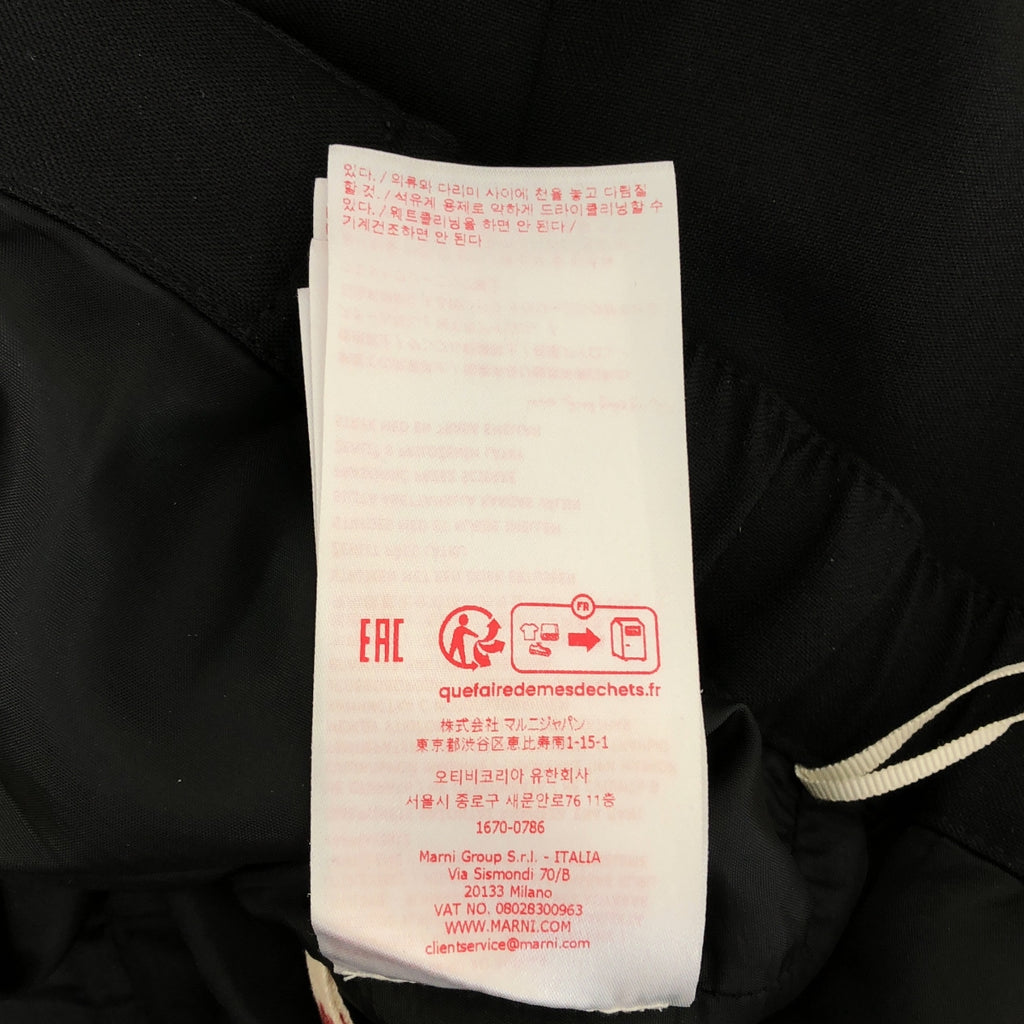 있다. / 의류와 다리미 사이에 천을 놓고 다림질
할 것. / 석유계 용제로 약하게 드라이클리닝할 수
있다. / 웨트클리닝을 하면 안 된다 /
기계건조하면 안 된다
EAC
FR
quefairedemesdechets.fr
株式会社 マルニジャパン
東京都渋谷区恵比寿南1-15-1
오티비코리아 유한회사
서울시 종로구 새문안로76 11층
1670-0786
Marni Group S.r.l. - ITALIA
Via Sismondi 70/B
20133 Milano
VAT NO. 08028300963
WWW.MARNI.COM
clientservice@marni.com